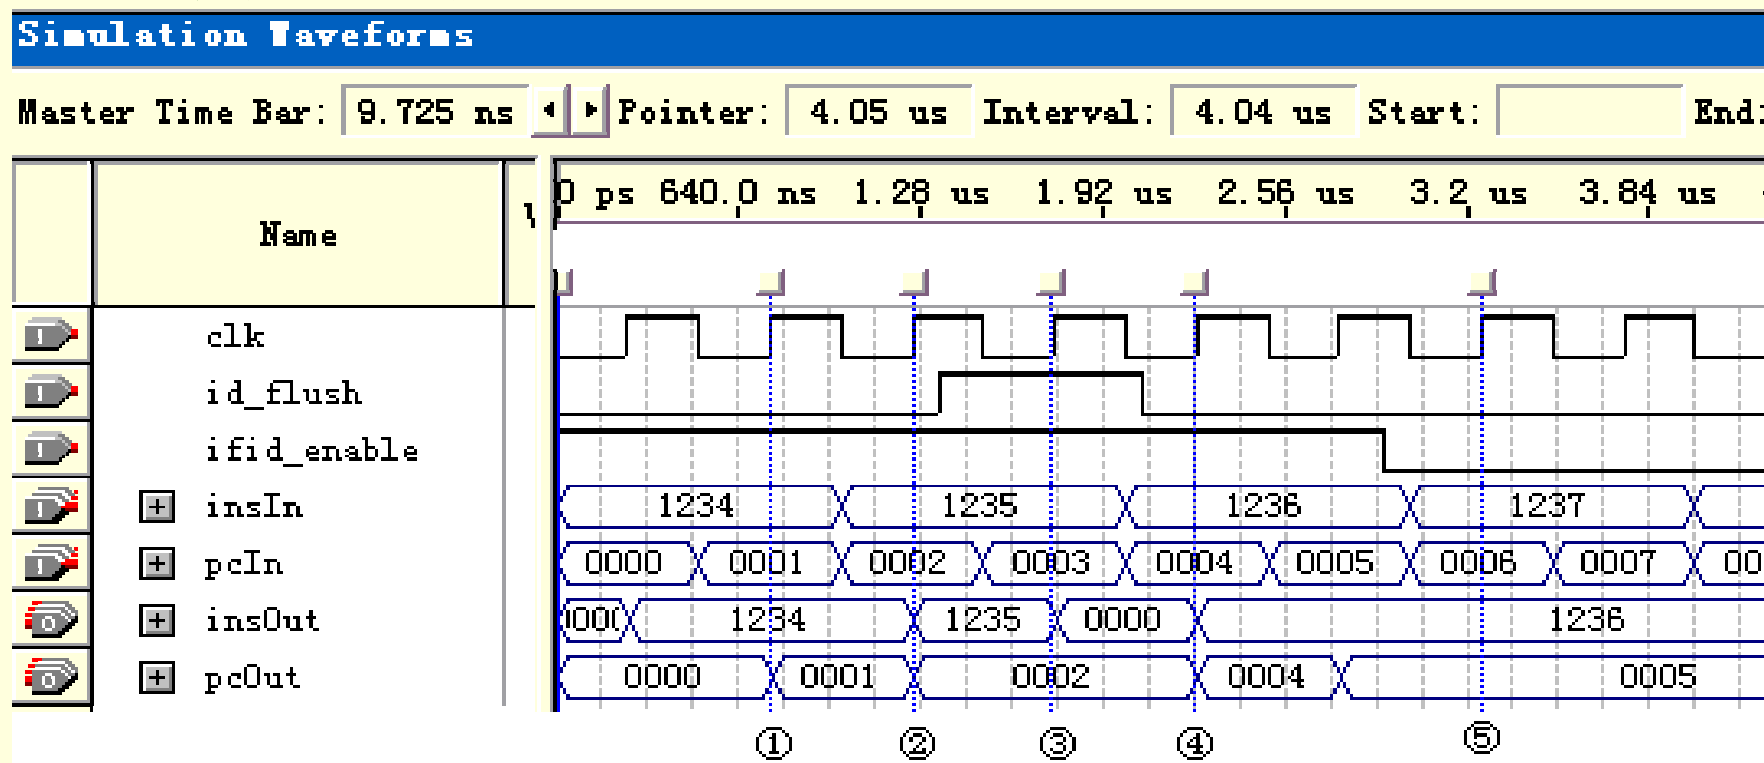 Simulation Waveforms
Master Time Bar: 9.725 ns Pointer: 4.05 us Interval: 4.04 us Start:
Name
0 ps 640.0 ns 1.28 us 1.92 us 2.56 us 3.2 us 3.84 us
clk
id_flush
ifid_enable
insIn 1234 1235 1236 1237
pcIn 0000 0001 0002 0003 0004 0005 0006 0007 00
insOut 1234 1235 0000 1236
pcOut 0000 0001 0002 0004 0005
① ② ③ ④ ⑤